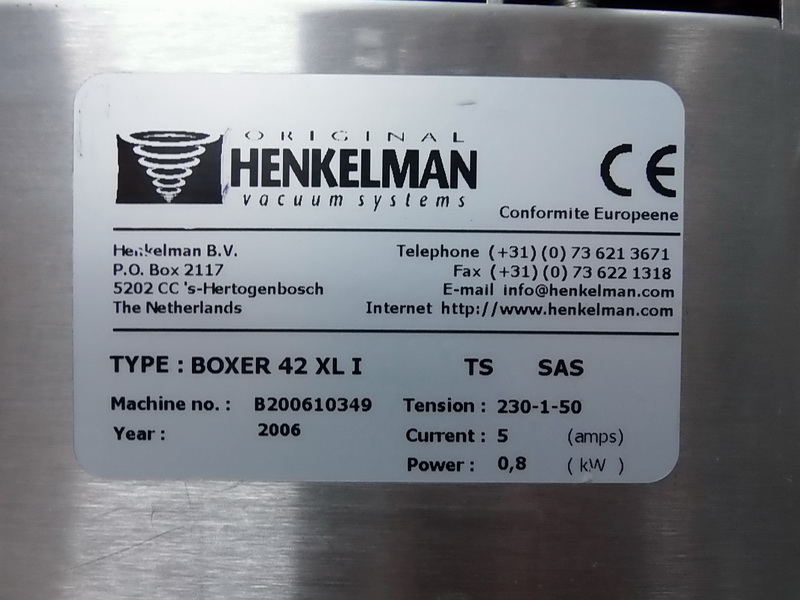 ORIGINAL
HENKELMAN
vacuum systems
CE
Conformite Europeene
Henkelman B.V.
P.O. Box 2117
5202 CC 's-Hertogenbosch
The Netherlands
Telephone (+31) (0) 73 621 3671
Fax (+31) (0) 73 622 1318
E-mail info@henkelman.com
Internet http://www.henkelman.com
TYPE : BOXER 42 XL I TS SAS
Machine no. : B200610349
Year : 2006
Tension : 230-1-50
Current : 5 (amps)
Power : 0,8 ( kW )